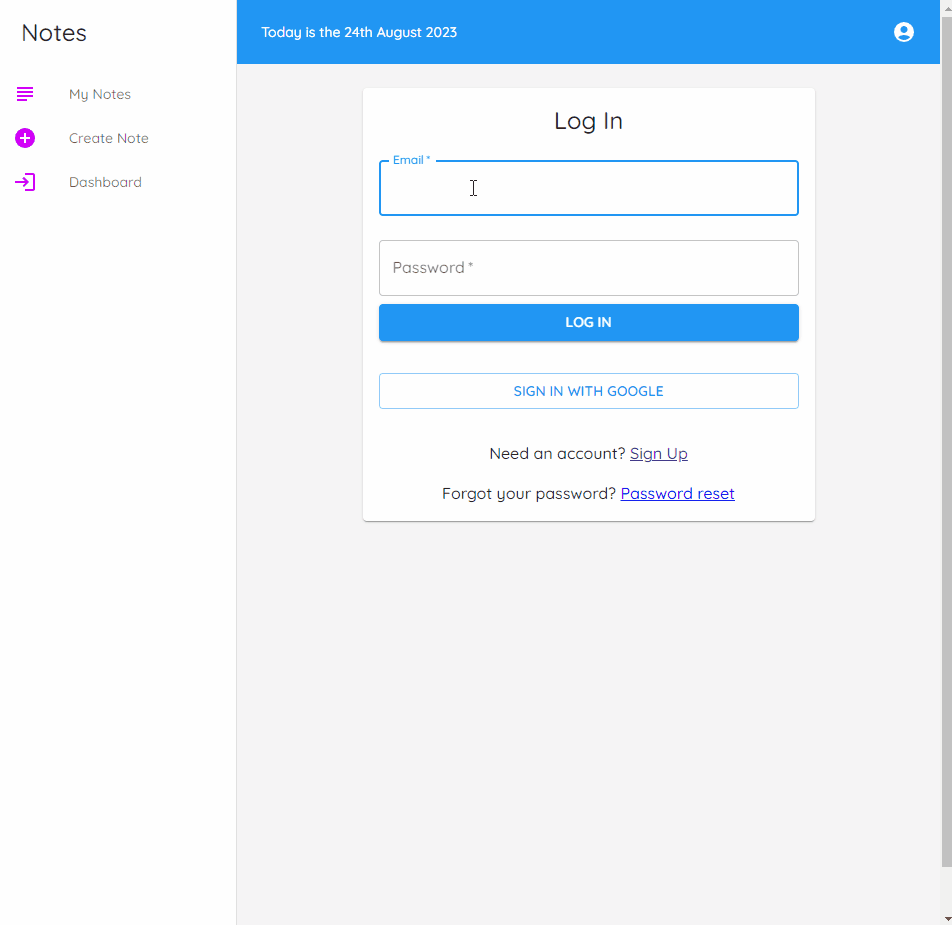 Notes
My Notes
Create Note
Dashboard
Today is the 24th August 2023
Log In
Email *
Password *
LOG IN
SIGN IN WITH GOOGLE
Need an account? Sign Up
Forgot your password? Password reset